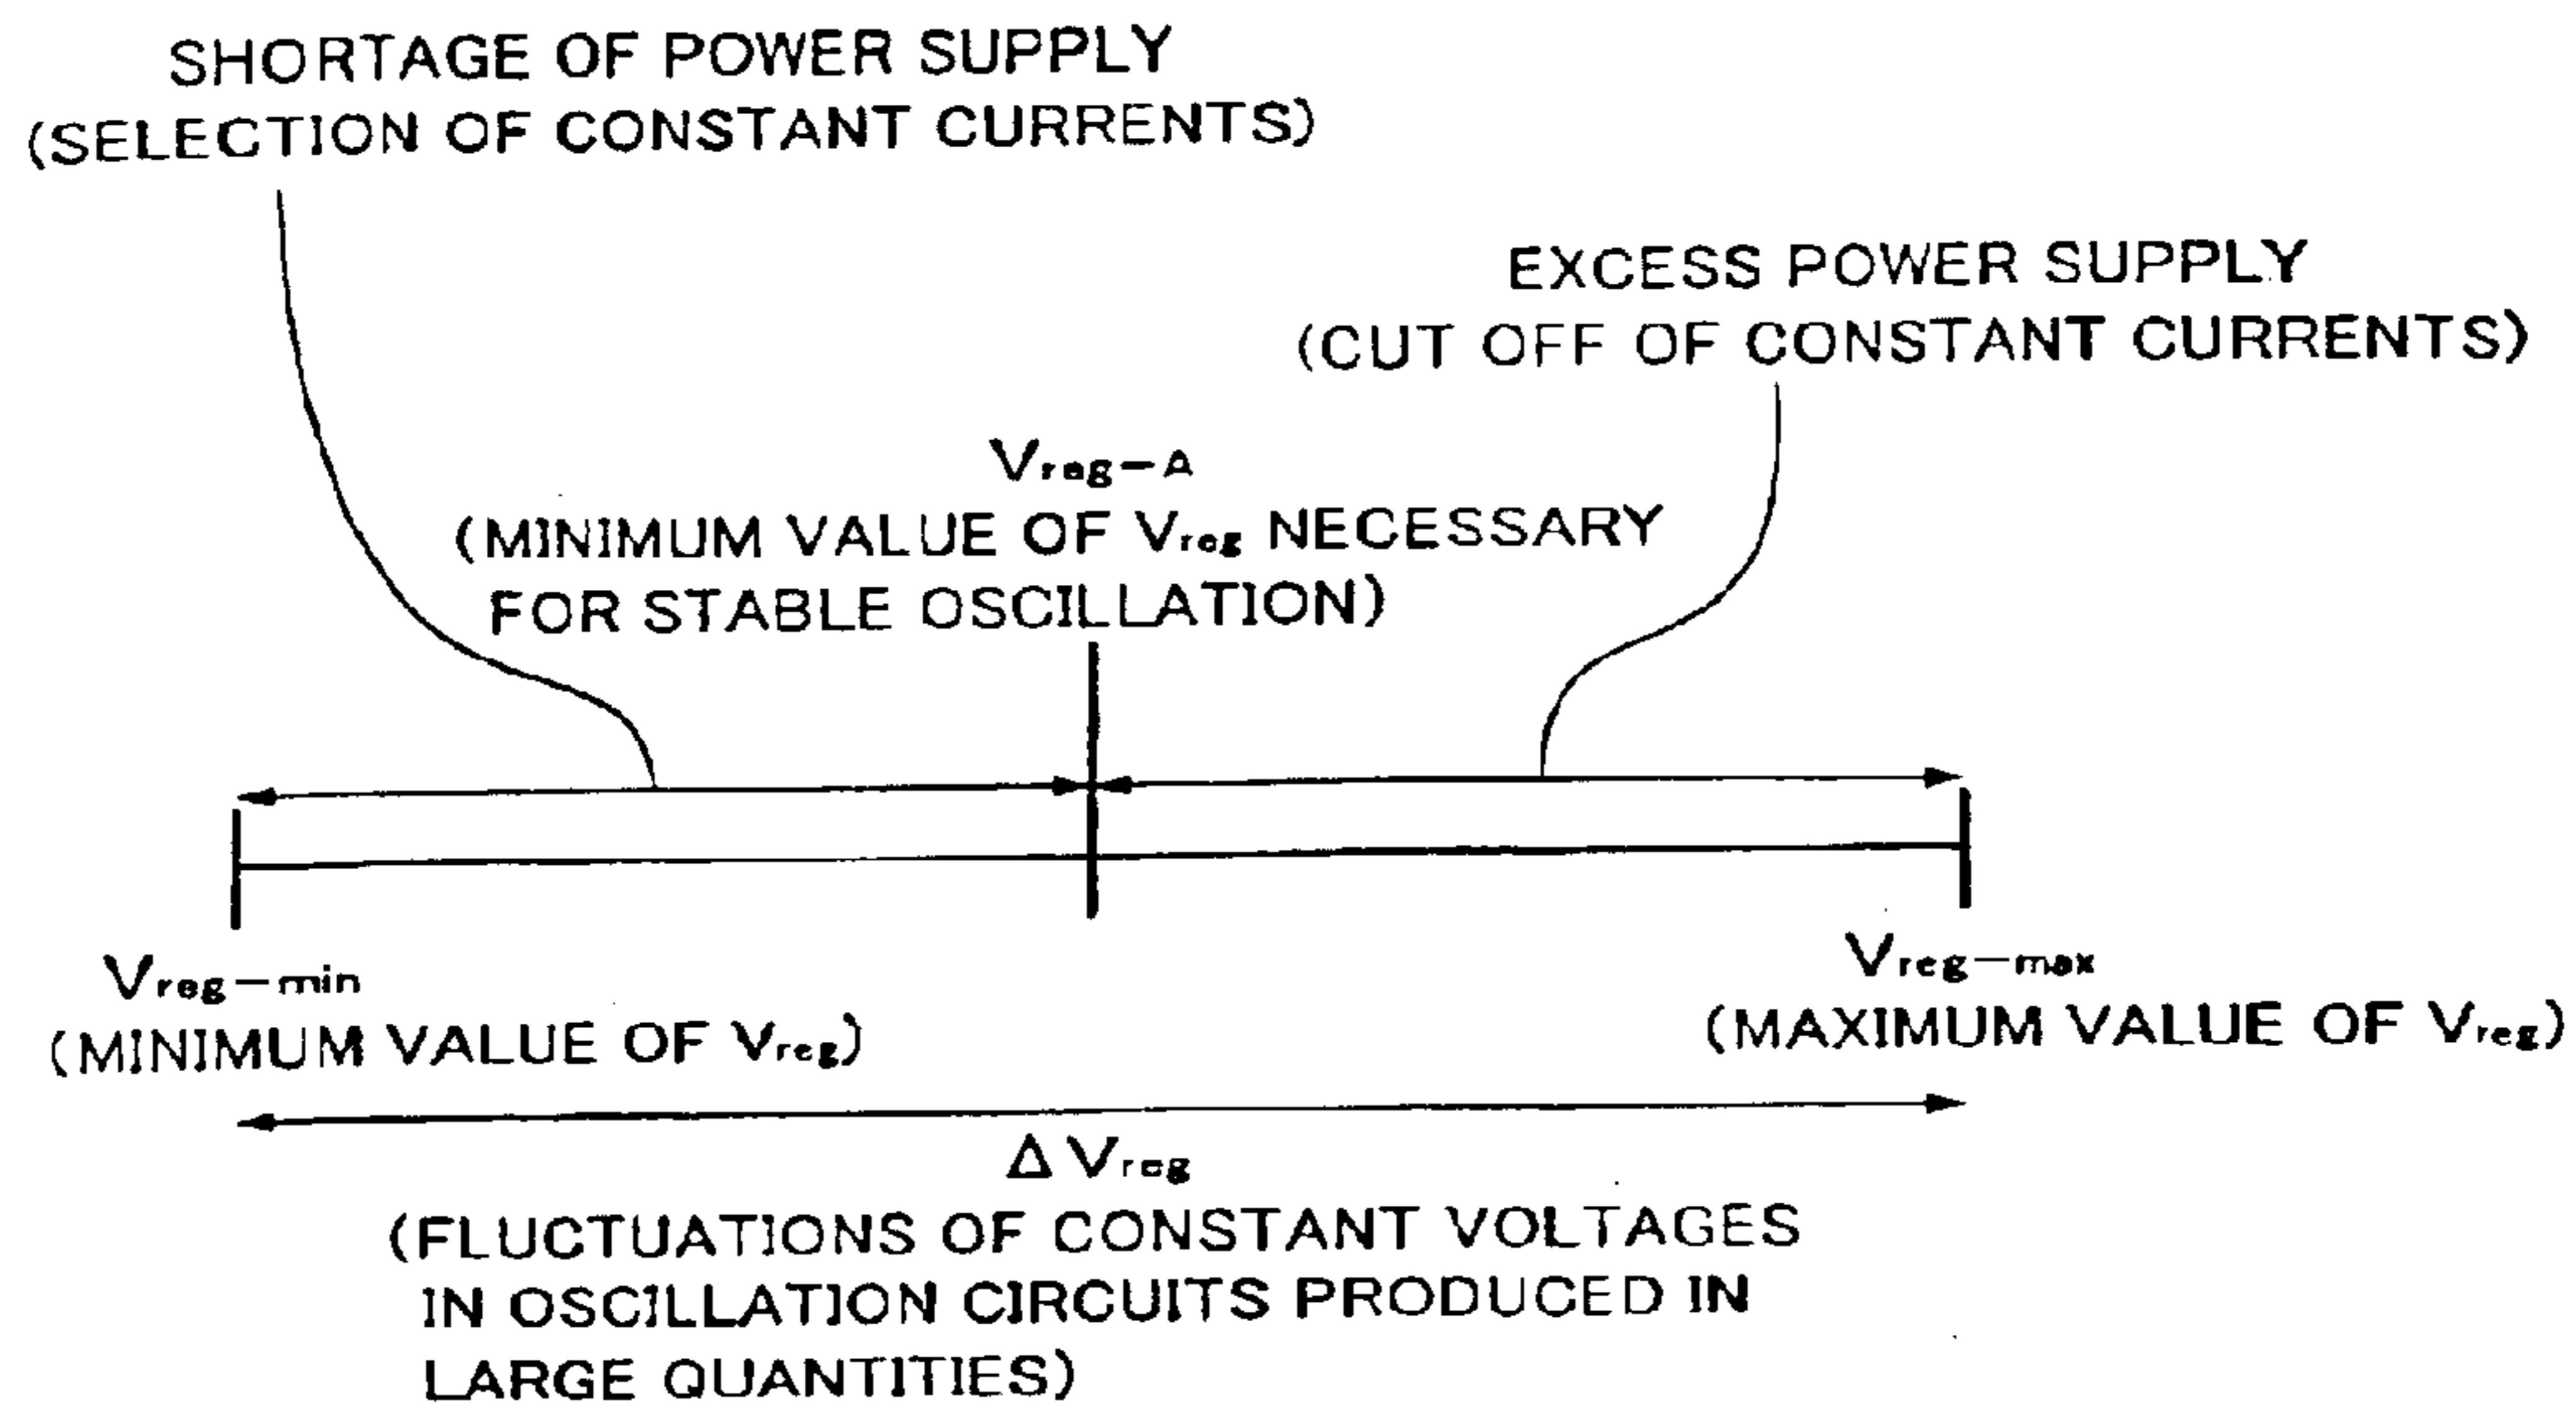 SHORTAGE OF POWER SUPPLY
(SELECTION OF CONSTANT CURRENTS)
EXCESS POWER SUPPLY
(CUT OFF OF CONSTANT CURRENTS)
Vreg-A
(MINIMUM VALUE OF Vreg NECESSARY
FOR STABLE OSCILLATION)
Vreg-min
(MINIMUM VALUE OF Vreg)
Vreg-max
(MAXIMUM VALUE OF Vreg)
ΔVreg
(FLUCTUATIONS OF CONSTANT VOLTAGES
IN OSCILLATION CIRCUITS PRODUCED IN
LARGE QUANTITIES)